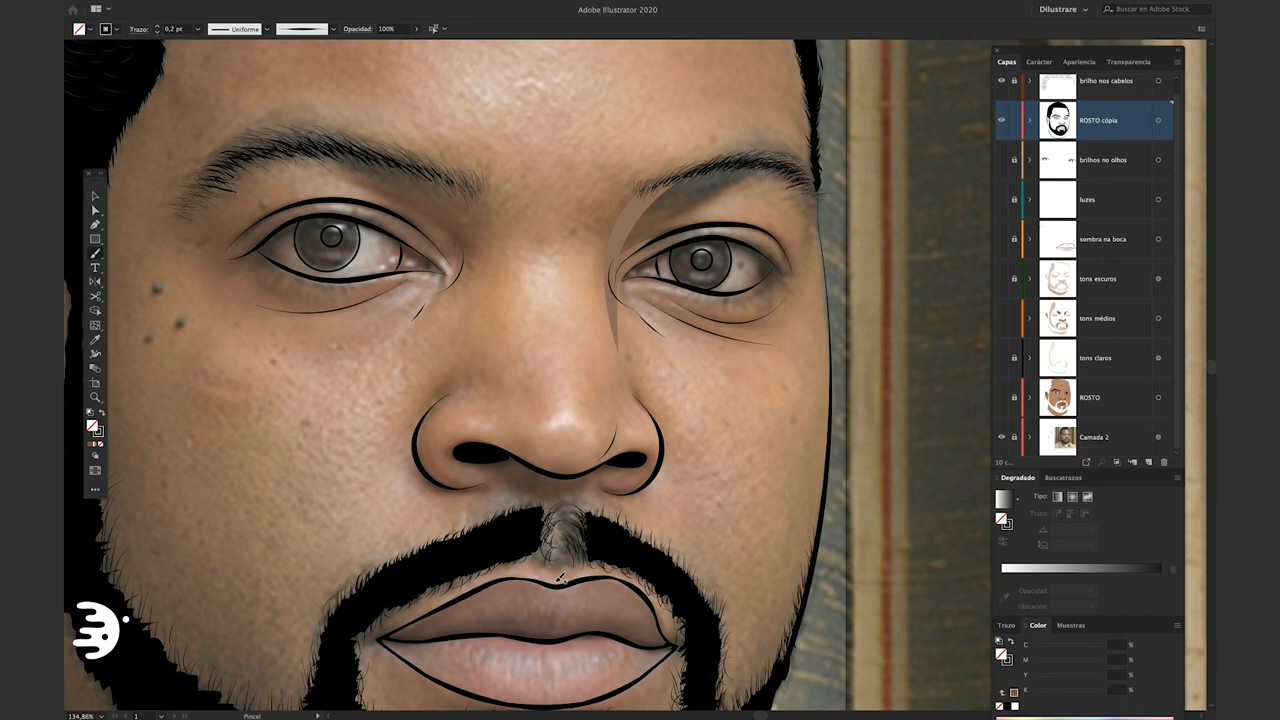 Adobe Illustrator 2020
Dilustrare
Buscar en Adobe Stock
Trazo:
0,2 pt
Uniforme
Opacidad:
100%
Capas
Carácter
Apariencia
Transparencia
brilho nos cabelos
ROSTO cópia
brilhos no olhos
luzes
sombra na boca
tons escuros
tons médios
tons claros
ROSTO
Camada 2
10 c...
Degradado
Buscatrazos
Tipo:
Trazo:
Opacidad:
Ubicación:
Trazo
Color
Muestras
C
%
M
%
Y
%
K
%
134,86%
1
Pincel